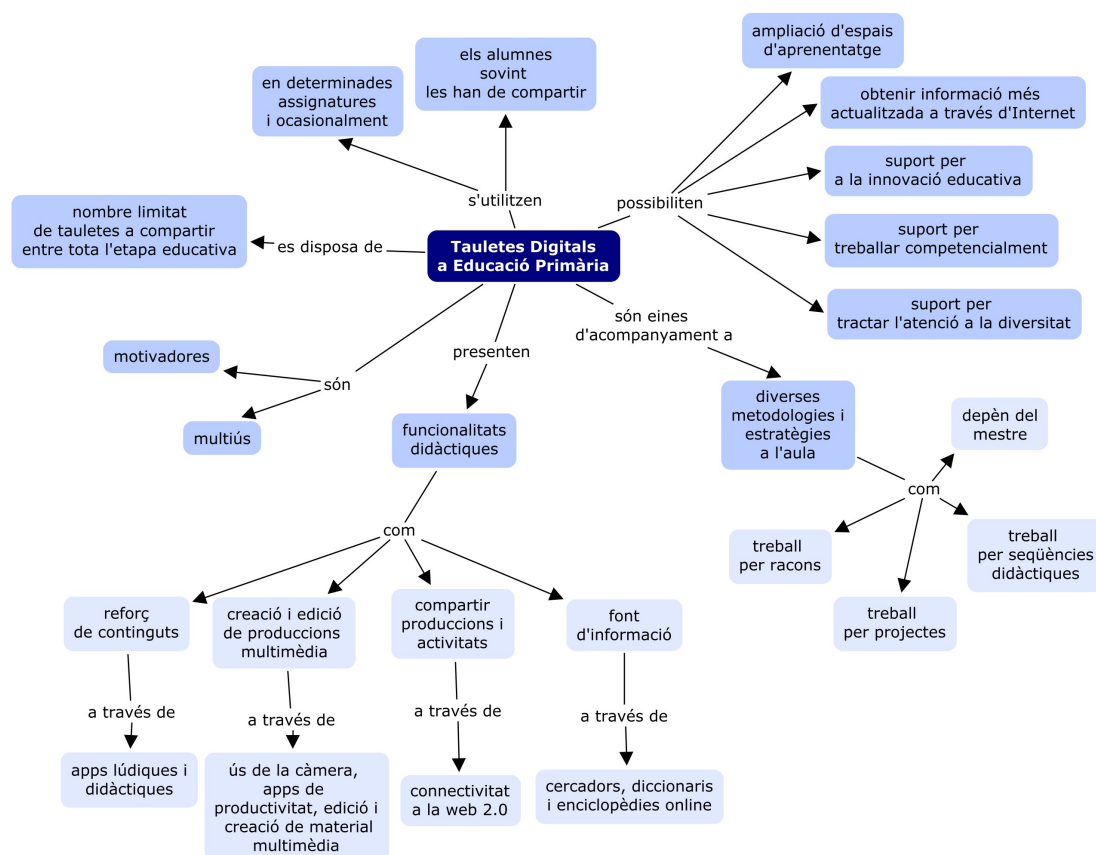 ampliació d'espais
d'aprenentatge
els alumnes
sovint
les han de compartir
en determinades
assignatures
i ocasionalment
obtenir informació més
actualitzada a través d'Internet
suport per
a la innovació educativa
s'utilitzen
possibiliten
nombre limitat
de tauletes a compartir
entre tota l'etapa educativa
es disposa de
Tauletes Digitals
a Educació Primària
suport per
treballar competencialment
suport per
tractar l'atenció a la diversitat
són eines
d'acompanyament a
motivadores
són
presenten
multiús
funcionalitats
didàctiques
diverses
metodologies i
estratègies
a l'aula
depèn del
mestre
com
treball
per racons
treball
per seqüències
didàctiques
treball
per projectes
com
reforç
de continguts
creació i edició
de produccions
multimèdia
compartir
produccions i
activitats
font
d'informació
a través de
a través de
a través de
a través de
apps lúdiques i
didàctiques
ús de la càmera,
apps de
productivitat, edició i
creació de material
multimèdia
connectivitat
a la web 2.0
cercadors, diccionaris
i enciclopèdies online